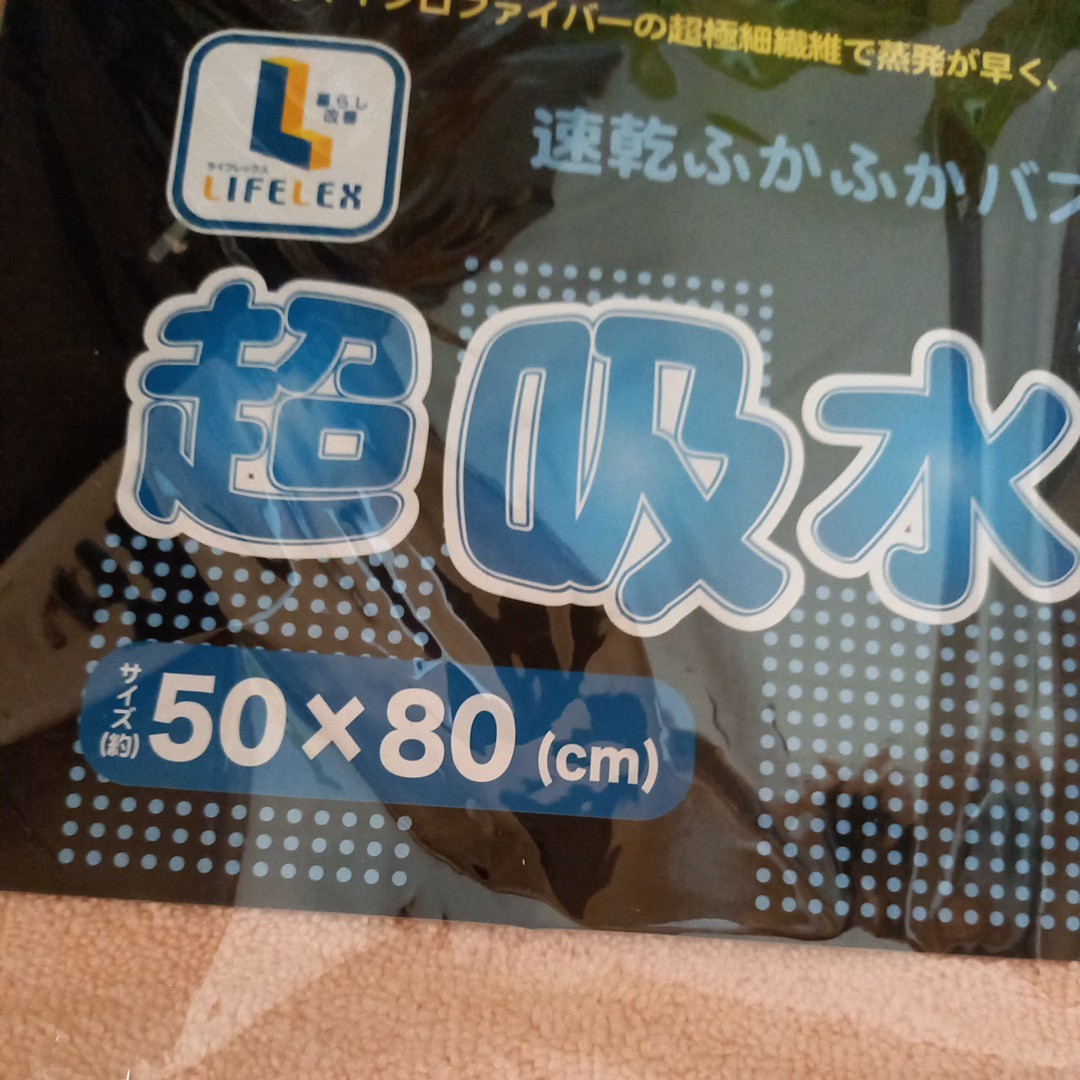 イクロファイバーの超極細繊維で蒸発が早く、
暮らし
改善
ライフレックス
LIFELEX
速乾ふかふかバス
超吸水
サイズ(約) 50×80(cm)